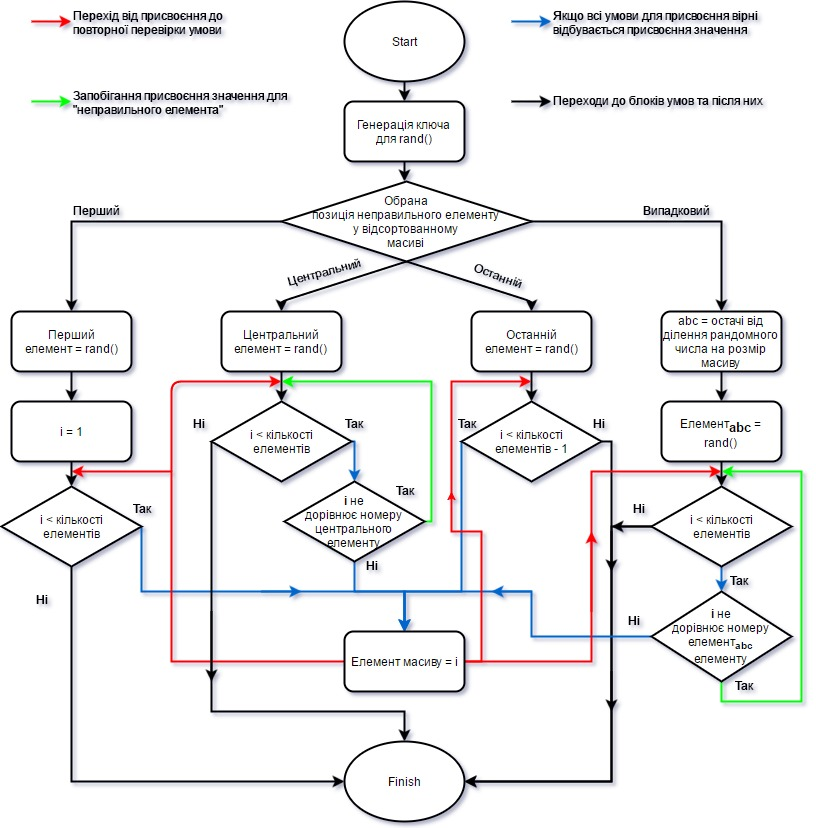 Перехід від присвоєння до
повторної перевірки умови
Якщо всі умови для присвоєння вірні
відбувається присвоєння значення
Запобігання присвоєння значення для
"неправильного елемента"
Переходи до блоків умов та після них
Start
Генерація ключа
для rand()
Обрана
позиція неправильного елементу
у відсортованному
масиві
Перший
Центральний
Останній
Випадковий
Перший
елемент = rand()
Центральний
елемент = rand()
Останній
елемент = rand()
abc = остачі від
ділення рандомного
числа на розмір
масиву
i = 1
Елементabc =
rand()
Ні
i < кількості
елементів
Так
Так
i < кількості
елементів - 1
Ні
i < кількості
елементів
Так
Ні
i не
дорівнює номеру
центрального
елементу
Так
Ні
Ні
i < кількості
елементів
Так
i не
дорівнює номеру
елементabc
елементу
Ні
Так
Елемент масиву = i
Finish